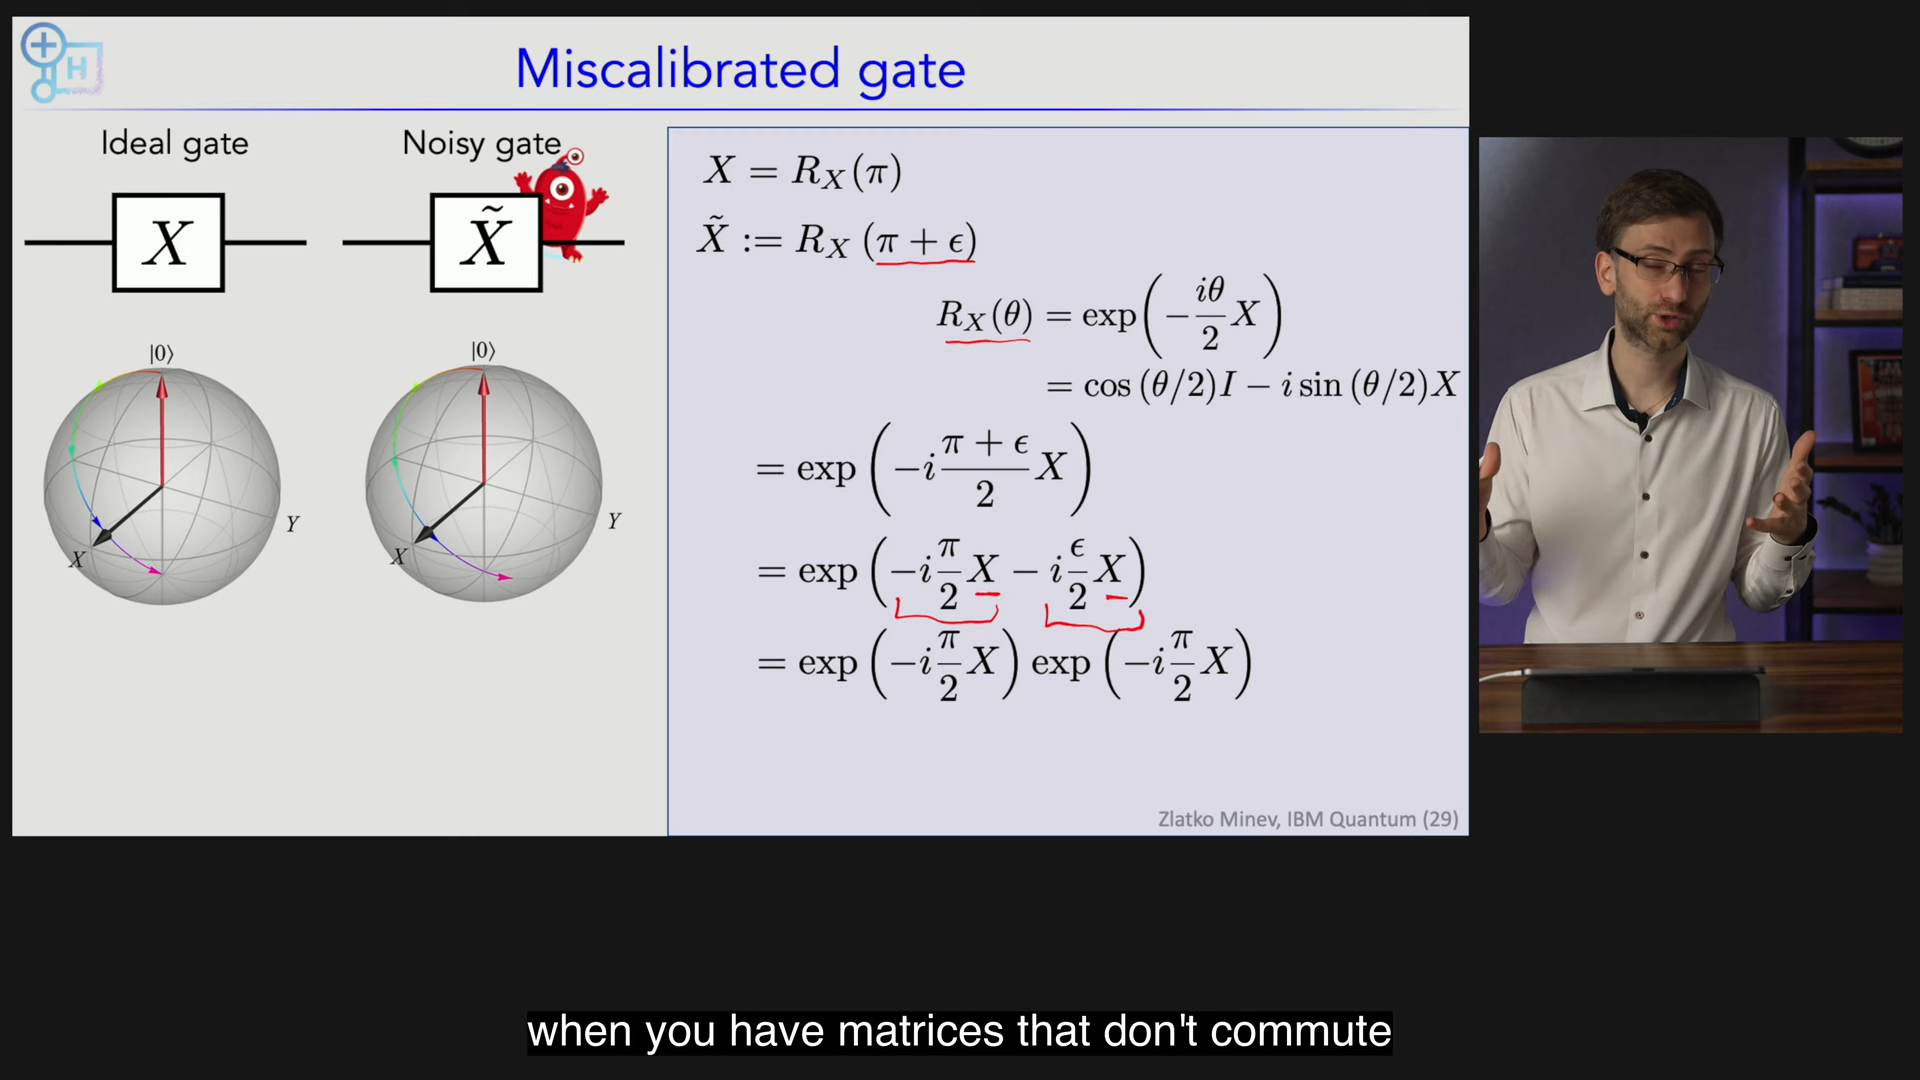 Miscalibrated gate
H
Ideal gate
Noisy gate
X
X̃
|0⟩
Y
X
|0⟩
Y
X
X = R_X(π)
X̃ := R_X (π + ϵ)
R_X(θ) = exp(−iθ/2 X)
= cos (θ/2)I − i sin (θ/2)X
= exp (−i π + ϵ/2 X)
= exp (−i π/2 X − i ϵ/2 X)
= exp (−i π/2 X) exp (−i π/2 X)
Zlatko Minev, IBM Quantum (29)
when you have matrices that don't commute